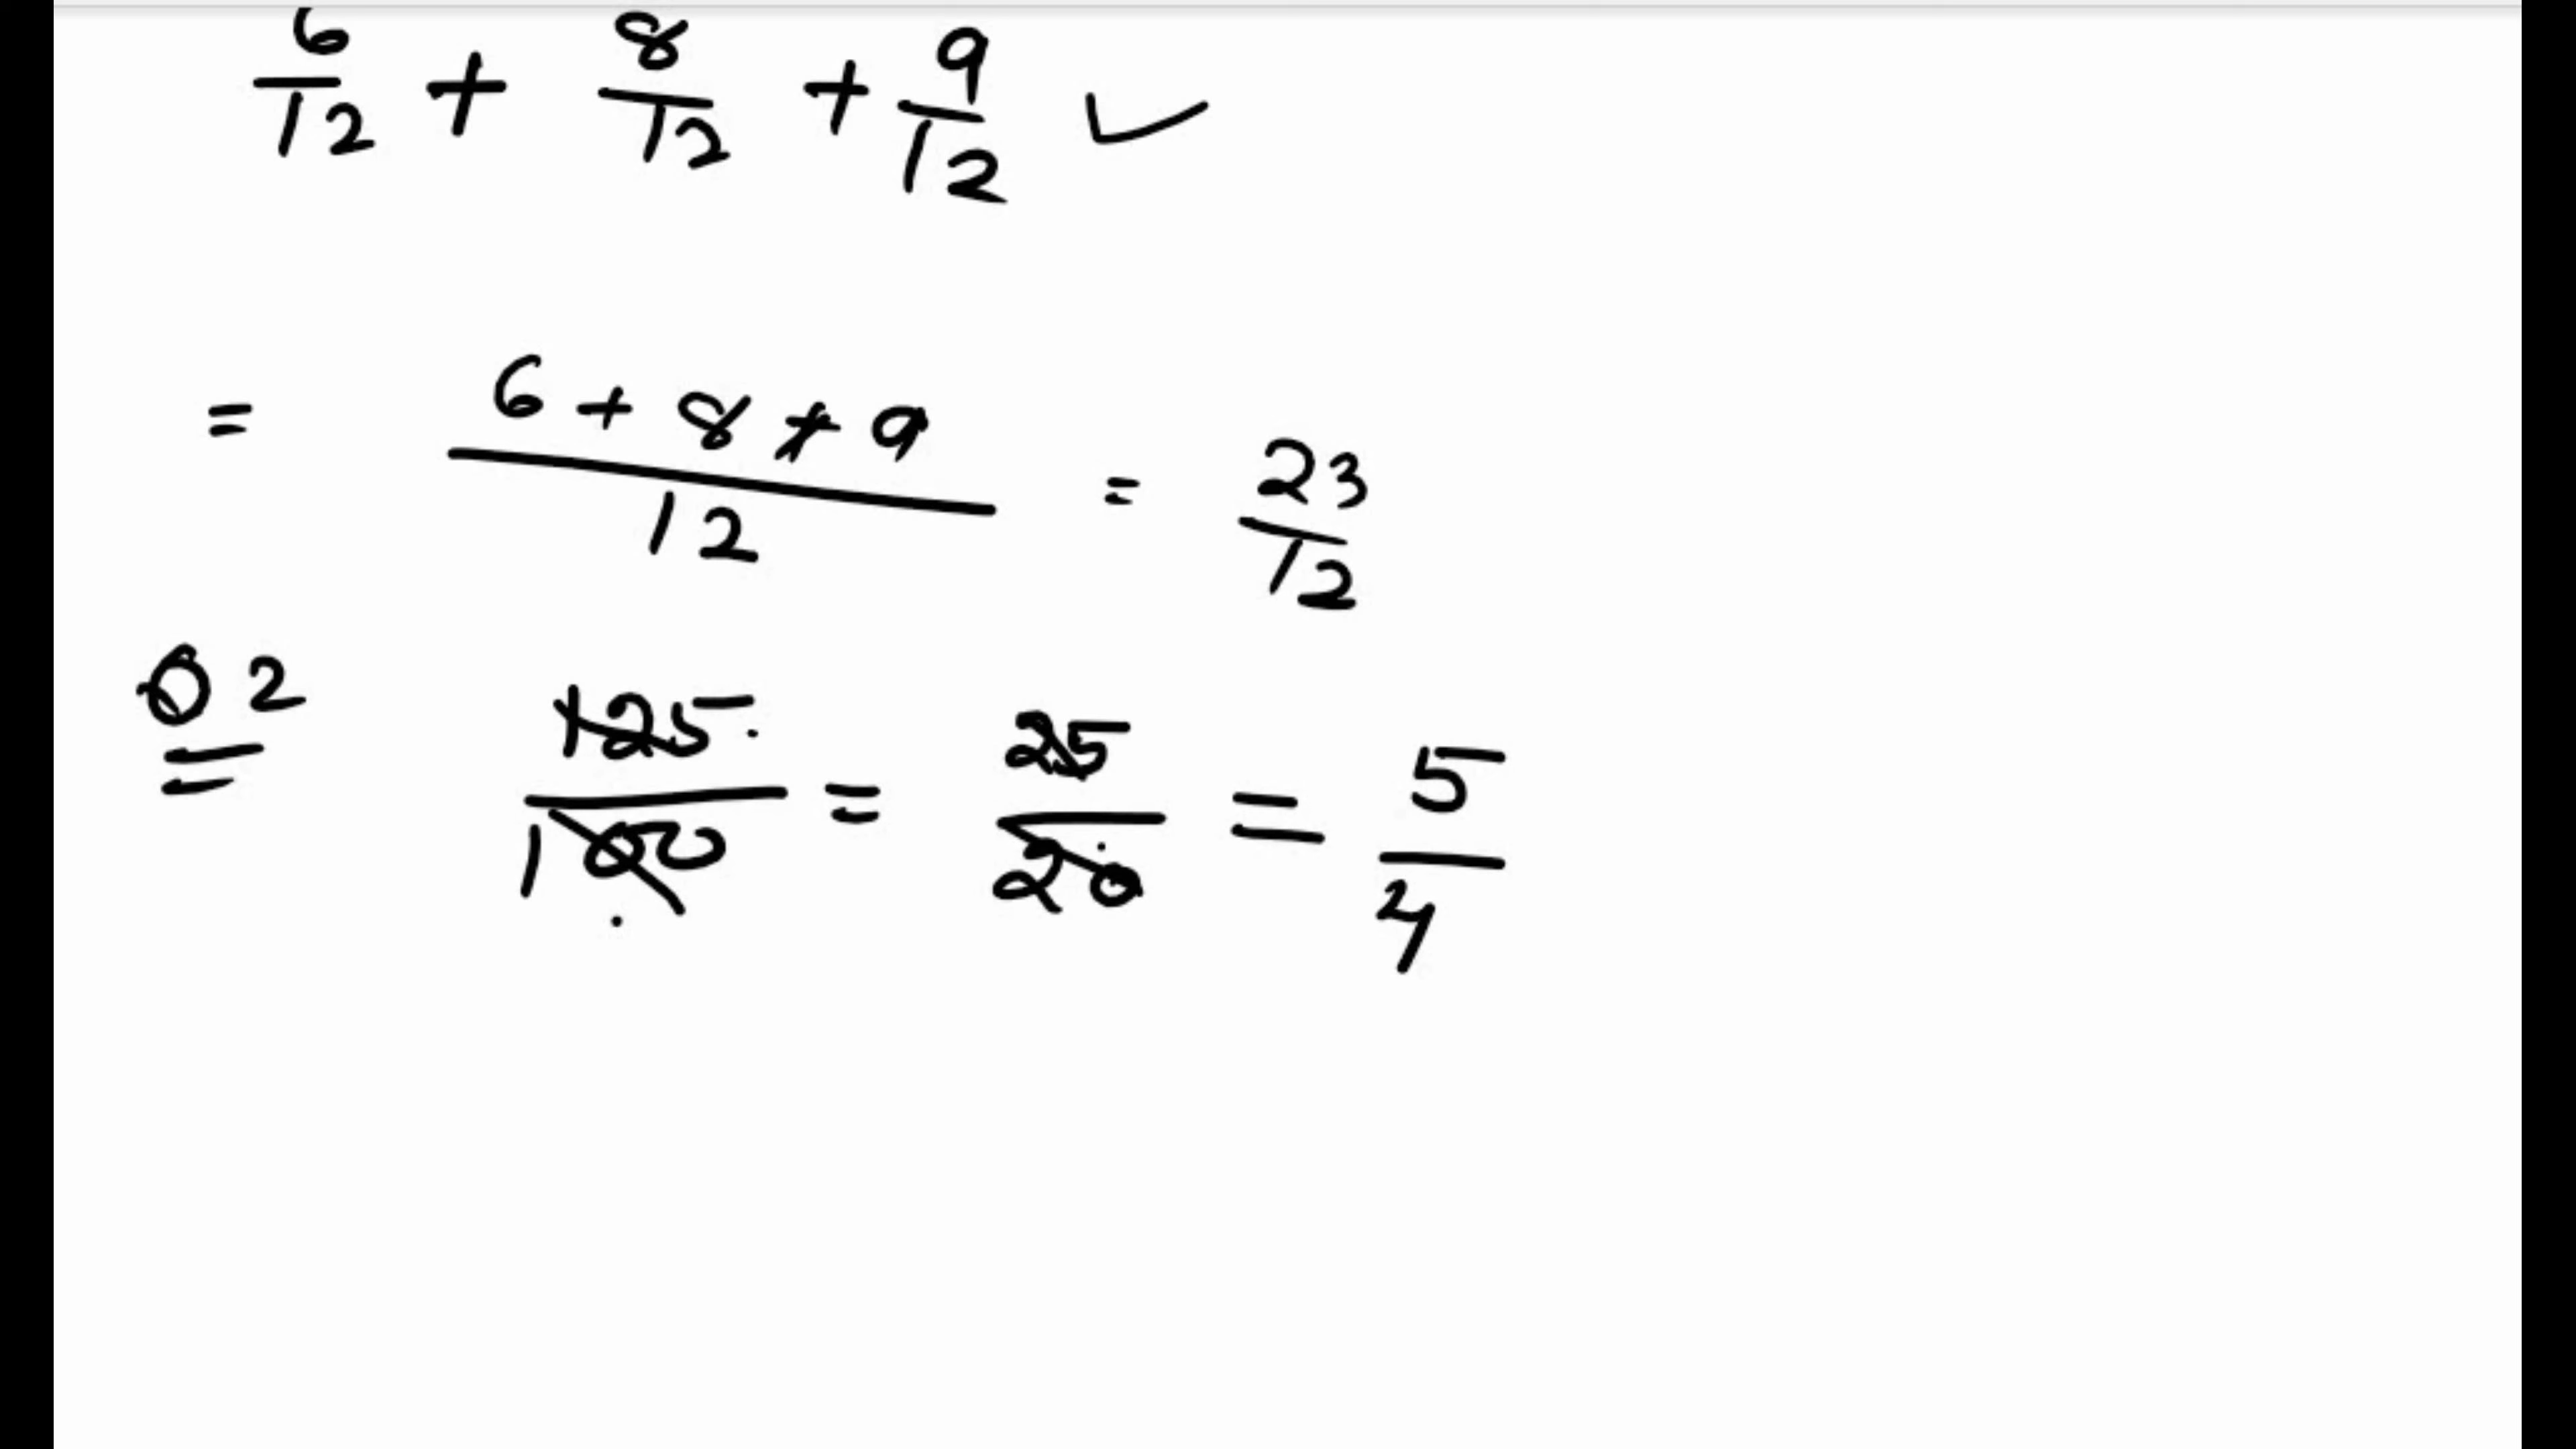 6/12 + 8/12 + 9/12 ✓
= (6 + 8 + 9)/12 = 23/12
Q2 125/100 = 25/20 = 5/4